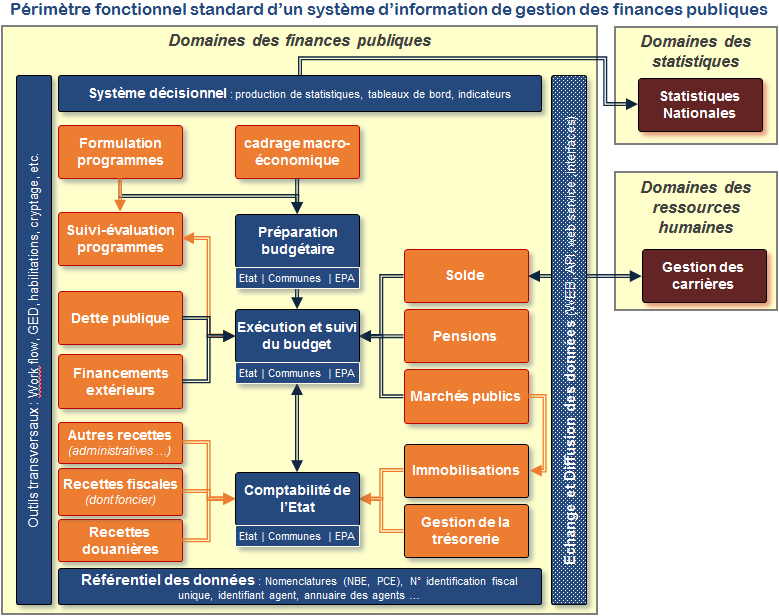 Périmètre fonctionnel standard d'un système d'information de gestion des finances publiques
Domaines des finances publiques
Domaines des
statistiques
Statistiques
Nationales
Domaines des
ressources
humaines
Gestion des
carrières
Outils transversaux : Work flow, GED, habilitations, cryptage, etc.
Système décisionnel : production de statistiques, tableaux de bord, indicateurs
Formulation
programmes
cadrage macro-
économique
Suivi-évaluation
programmes
Préparation
budgétaire
Etat | Communes | EPA
Dette publique
Financements
extérieurs
Exécution et suivi
du budget
Etat | Communes | EPA
Solde
Pensions
Marchés publics
Autres recettes
(administratives ...)
Recettes fiscales
(dont foncier)
Recettes
douanières
Comptabilité de
l'Etat
Etat | Communes | EPA
Immobilisations
Gestion de la
trésorerie
Echange et Diffusion des données (WEB, API, web service ,interfaces)
Référentiel des données : Nomenclatures (NBE, PCE), N° identification fiscal
unique, identifiant agent, annuaire des agents ...